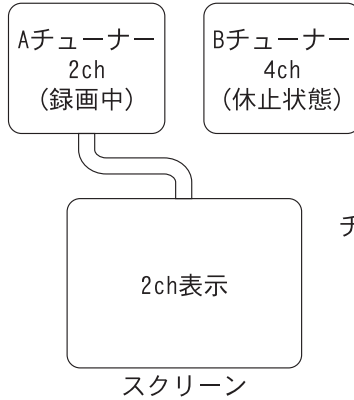 Aチューナー
2ch
(録画中)
Bチューナー
4ch
(休止状態)
チ
2ch表示
スクリーン